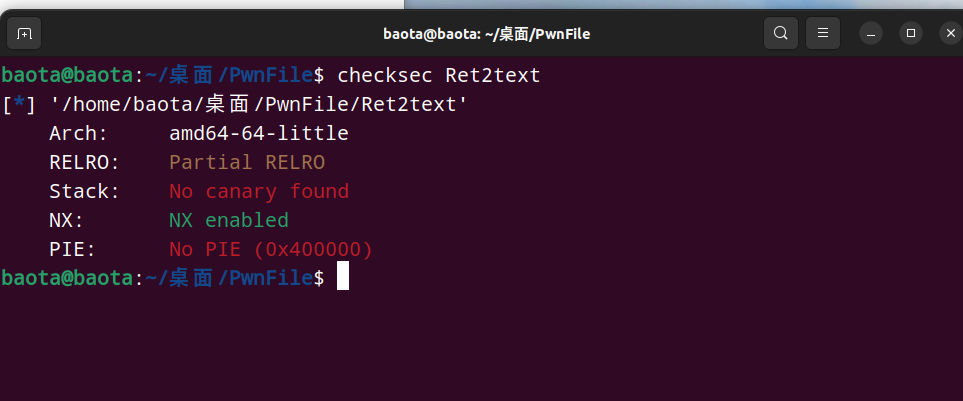 baota@baota: ~/桌面/PwnFile
baota@baota:~/桌面/PwnFile$ checksec Ret2text
[*] '/home/baota/桌面/PwnFile/Ret2text'
    Arch:     amd64-64-little
    RELRO:    Partial RELRO
    Stack:    No canary found
    NX:       NX enabled
    PIE:      No PIE (0x400000)
baota@baota:~/桌面/PwnFile$